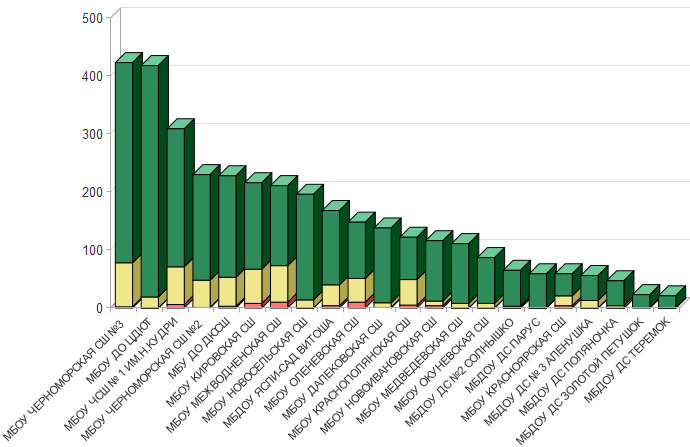 500
400
300
200
100
0
МБОУ ЧЕРНОМОРСКАЯ СШ №3
МБОУ ДО ЦДЮТ
МБОУ ЧСШ № 1 ИМ.Н.КУДРИ
МБОУ ЧЕРНОМОРСКАЯ СШ №2
МБУ ДО ДЮСШ
МБОУ КИРОВСКАЯ СШ
МБОУ МЕЖВОДНЕНСКАЯ СШ
МБОУ НОВОСЕЛЬСКАЯ СШ
МБДОУ ЯСЛИ-САД ВИТОША
МБОУ ОЛЕНЕВСКАЯ СШ
МБОУ ДАЛЕКОВСКАЯ СШ
МБОУ КРАСНОПОЛЯНСКАЯ СШ
МБОУ НОВОИВАНОВСКАЯ СШ
МБОУ МЕДВЕДЕВСКАЯ СШ
МБОУ ОКУНЕВСКАЯ СШ
МБДОУ ДС №2 СОЛНЫШКО
МБДОУ ДС ПАРУС
МБОУ КРАСНОЯРСКАЯ СШ
МБДОУ ДС № 3 АЛЕНУШКА
МБДОУ ДС ПОЛЯНОЧКА
МБДОУ ДС ЗОЛОТОЙ ПЕТУШОК
МБДОУ ДС ТЕРЕМОК